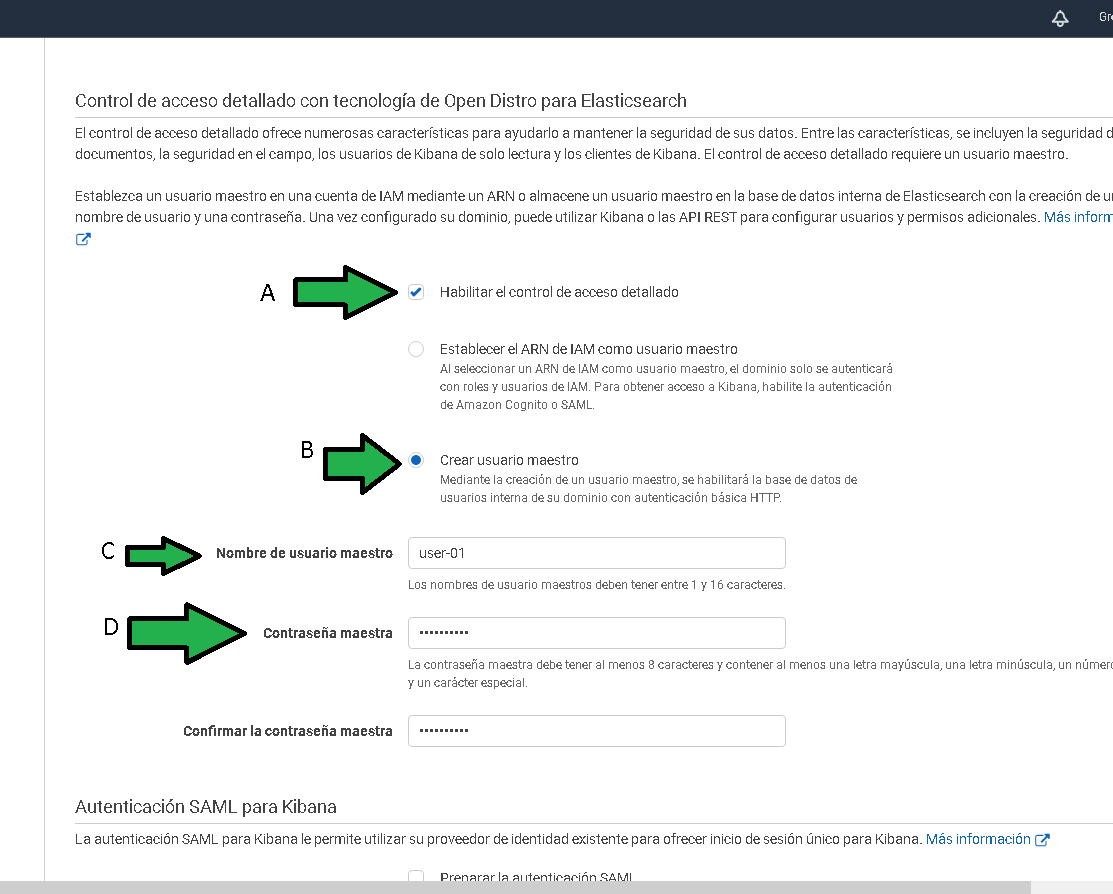 Gre
Control de acceso detallado con tecnología de Open Distro para Elasticsearch
El control de acceso detallado ofrece numerosas características para ayudarlo a mantener la seguridad de sus datos. Entre las características, se incluyen la seguridad d
documentos, la seguridad en el campo, los usuarios de Kibana de solo lectura y los clientes de Kibana. El control de acceso detallado requiere un usuario maestro.
Establezca un usuario maestro en una cuenta de IAM mediante un ARN o almacene un usuario maestro en la base de datos interna de Elasticsearch con la creación de un
nombre de usuario y una contraseña. Una vez configurado su dominio, puede utilizar Kibana o las API REST para configurar usuarios y permisos adicionales. Más inform
A Habilitar el control de acceso detallado
Establecer el ARN de IAM como usuario maestro
Al seleccionar un ARN de IAM como usuario maestro, el dominio solo se autenticará
con roles y usuarios de IAM. Para obtener acceso a Kibana, habilite la autenticación
de Amazon Cognito o SAML.
B Crear usuario maestro
Mediante la creación de un usuario maestro, se habilitará la base de datos de
usuarios interna de su dominio con autenticación básica HTTP.
C Nombre de usuario maestro user-01
Los nombres de usuario maestros deben tener entre 1 y 16 caracteres.
D Contraseña maestra ••••••••••
La contraseña maestra debe tener al menos 8 caracteres y contener al menos una letra mayúscula, una letra minúscula, un número
y un carácter especial.
Confirmar la contraseña maestra ••••••••••
Autenticación SAML para Kibana
La autenticación SAML para Kibana le permite utilizar su proveedor de identidad existente para ofrecer inicio de sesión único para Kibana. Más información
Preparar la autenticación SAML